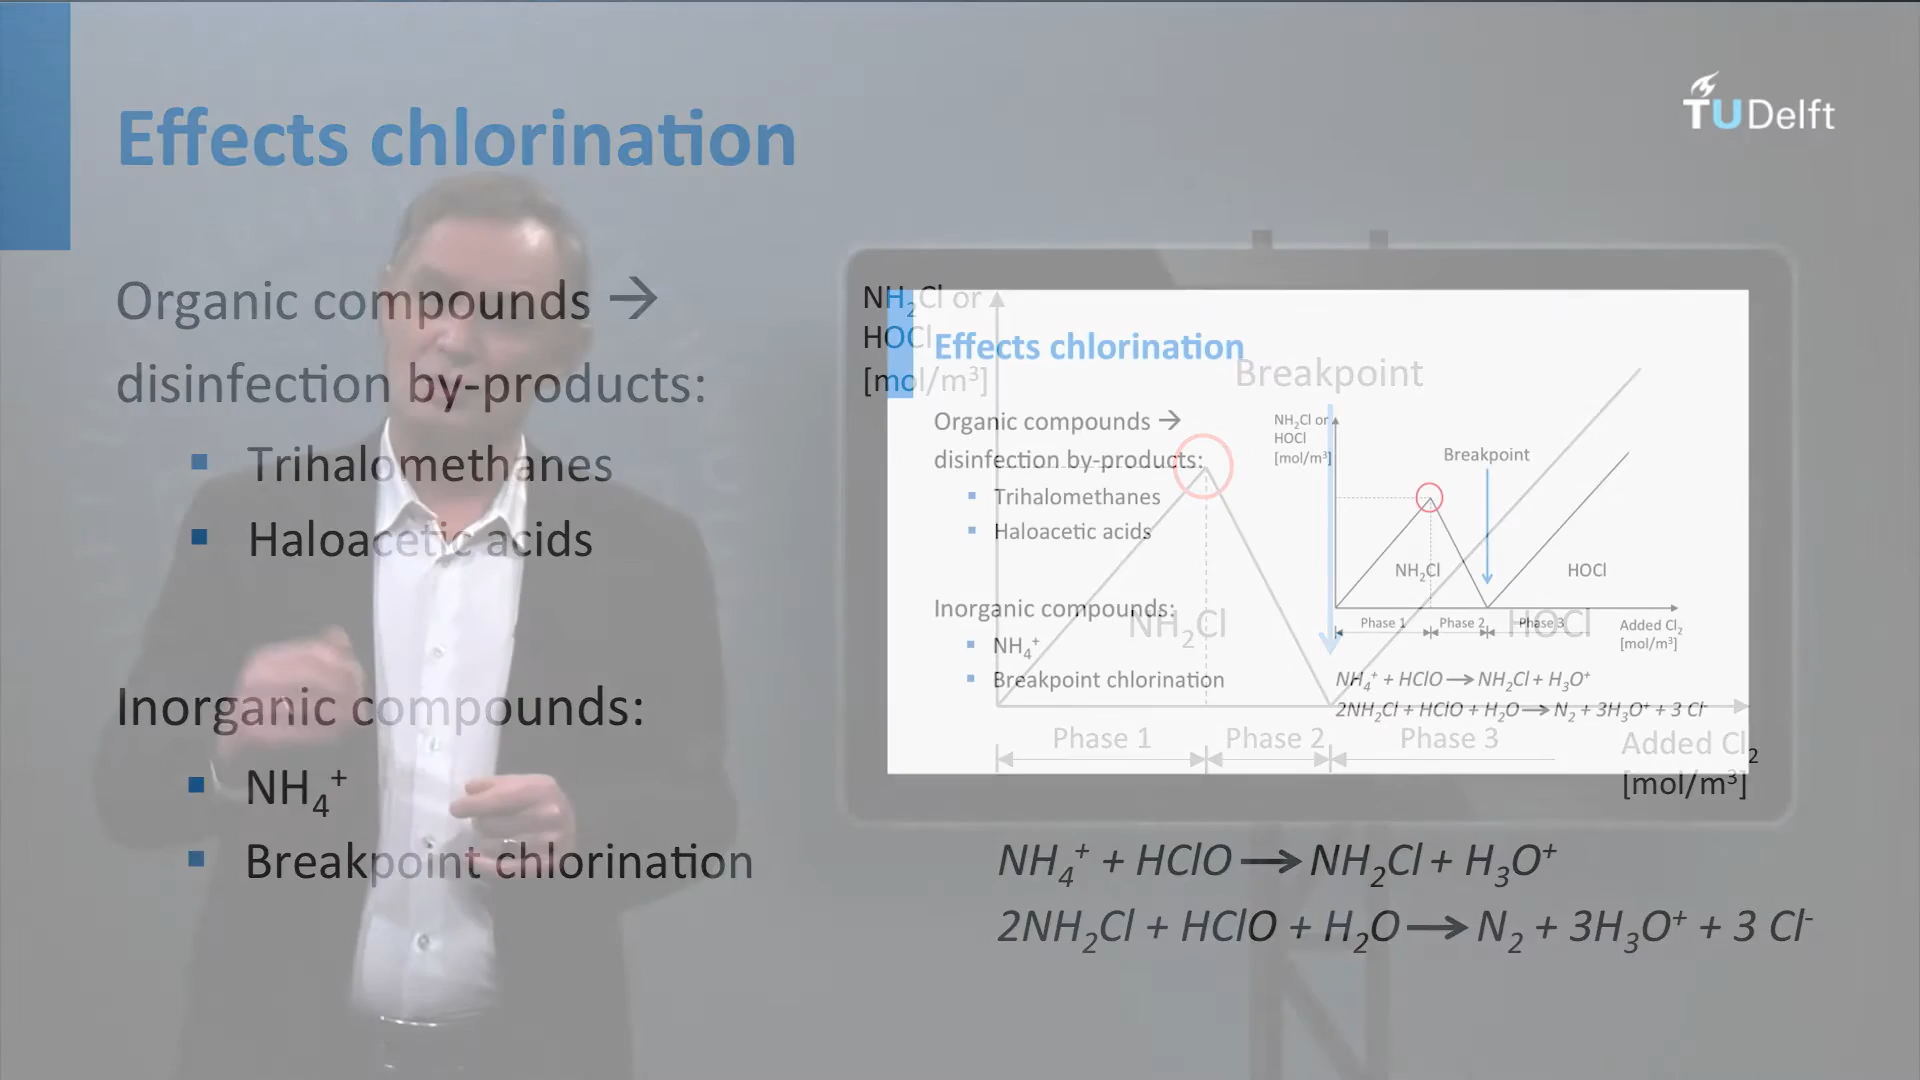 TUDelft
Effects chlorination
Organic compounds →
disinfection by-products:
Trihalomethanes
Haloacetic acids
Inorganic compounds:
NH₄⁺
Breakpoint chlorination
NH₂Cl or
HOCl
[mol/m³]
Breakpoint
NH₂Cl
HOCl
Phase 1
Phase 2
Phase 3
Added Cl₂
[mol/m³]
NH₄⁺ + HClO → NH₂Cl + H₃O⁺
2NH₂Cl + HClO + H₂O → N₂ + 3H₃O⁺ + 3 Cl⁻
Effects chlorination
Organic compounds →
disinfection by-products:
Trihalomethanes
Haloacetic acids
Inorganic compounds:
NH₄⁺
Breakpoint chlorination
NH₂Cl or
HOCl
[mol/m³]
Breakpoint
NH₂Cl
HOCl
Phase 1
Phase 2
Phase 3
Added Cl₂
[mol/m³]
NH₄⁺ + HClO → NH₂Cl + H₃O⁺
2NH₂Cl + HClO + H₂O → N₂ + 3H₃O⁺ + 3 Cl⁻